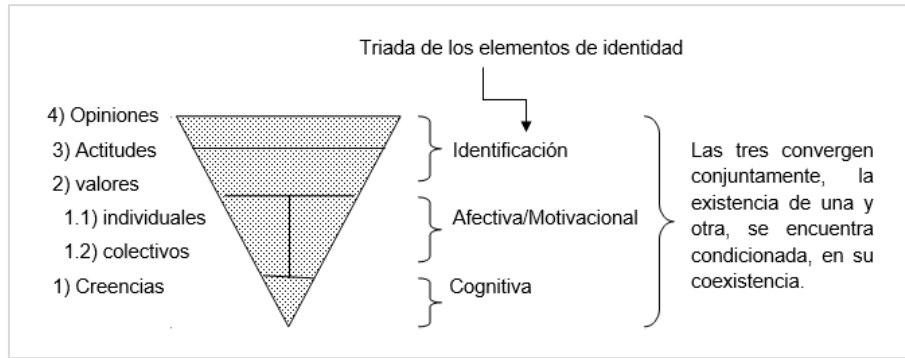 Triada de los elementos de identidad
4) Opiniones
3) Actitudes
2) valores
1.1) individuales
1.2) colectivos
1) Creencias
Identificación
Afectiva/Motivacional
Cognitiva
Las tres convergen
conjuntamente, la
existencia de una y
otra, se encuentra
condicionada, en su
coexistencia.